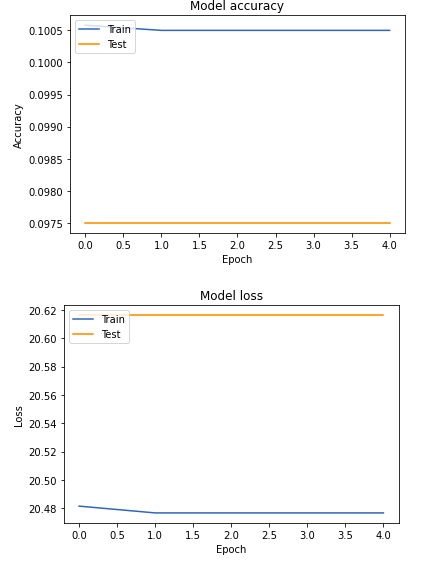 Model accuracy
Train
Test
0.1005
0.1000
0.0995
0.0990
0.0985
0.0980
0.0975
Accuracy
0.0 0.5 1.0 1.5 2.0 2.5 3.0 3.5 4.0
Epoch
Model loss
Train
Test
20.62
20.60
20.58
20.56
20.54
20.52
20.50
20.48
Loss
0.0 0.5 1.0 1.5 2.0 2.5 3.0 3.5 4.0
Epoch